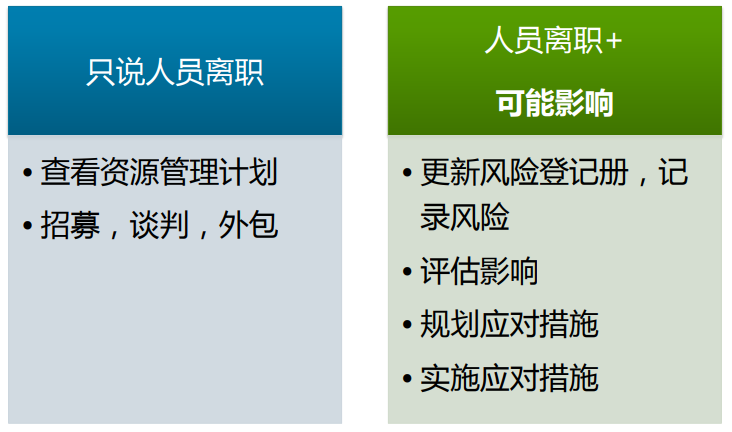 只说人员离职
• 查看资源管理计划
• 招募，谈判，外包
人员离职+
可能影响
• 更新风险登记册，记
录风险
• 评估影响
• 规划应对措施
• 实施应对措施